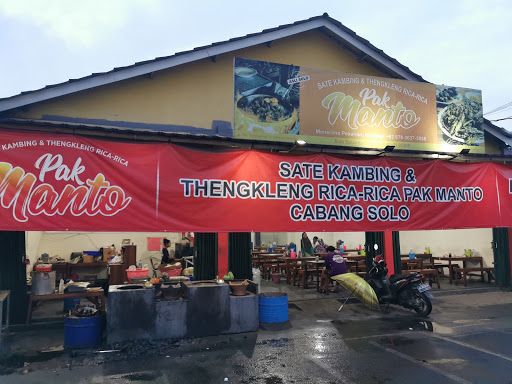 SATE KAMBING & THENGKLENG RICA-RICA
Pak
Manto
SATE KAMBING & THENGKLENG RICA-RICA
Pak
Manto
SATE KAMBING &
THENGKLENG RICA-RICA PAK MANTO
CABANG SOLO